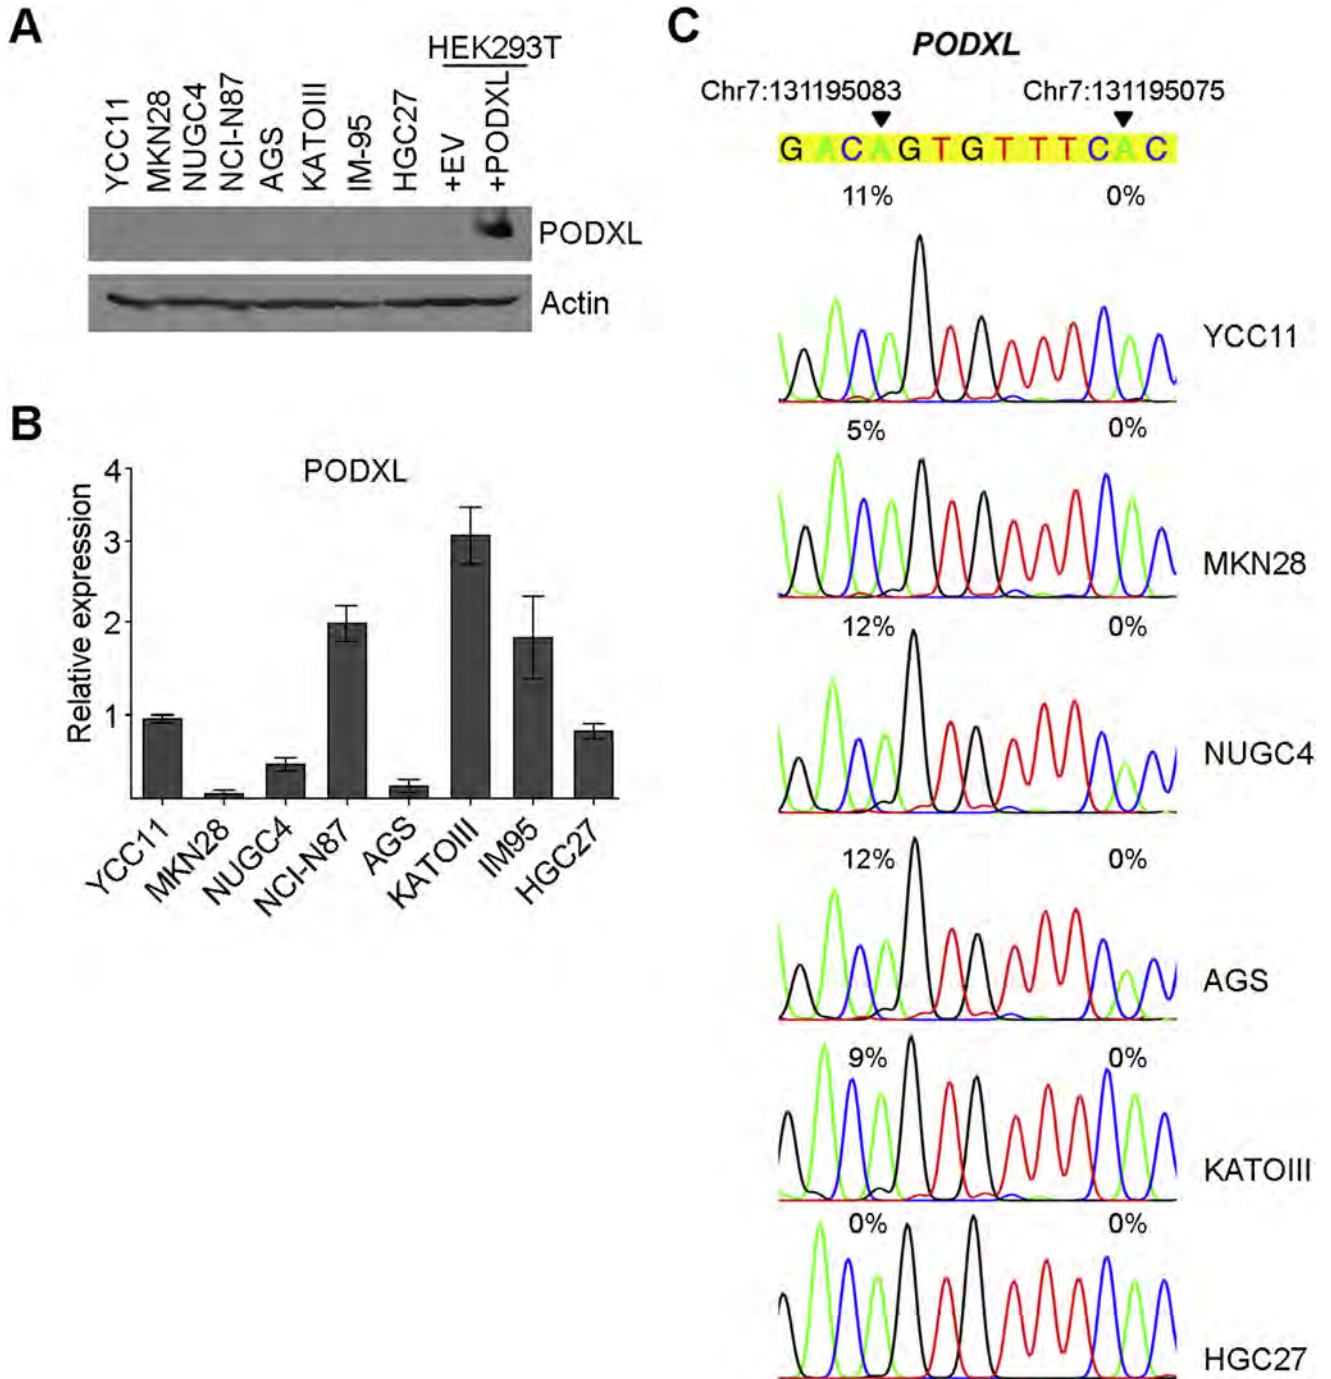 A
HEK293T
YCC11
MKN28
NUGC4
NCI-N87
AGS
KATOIII
IM-95
HGC27
+EV
+PODXL
PODXL
Actin
B
PODXL
Relative expression
4
3
2
1
YCC11
MKN28
NUGC4
NCI-N87
AGS
KATOIII
IM95
HGC27
C
PODXL
Chr7:131195083 Chr7:131195075
GACAGTGTTTCAC
11% 0%
YCC11
5% 0%
MKN28
12% 0%
NUGC4
12% 0%
AGS
9% 0%
KATOIII
0% 0%
HGC27